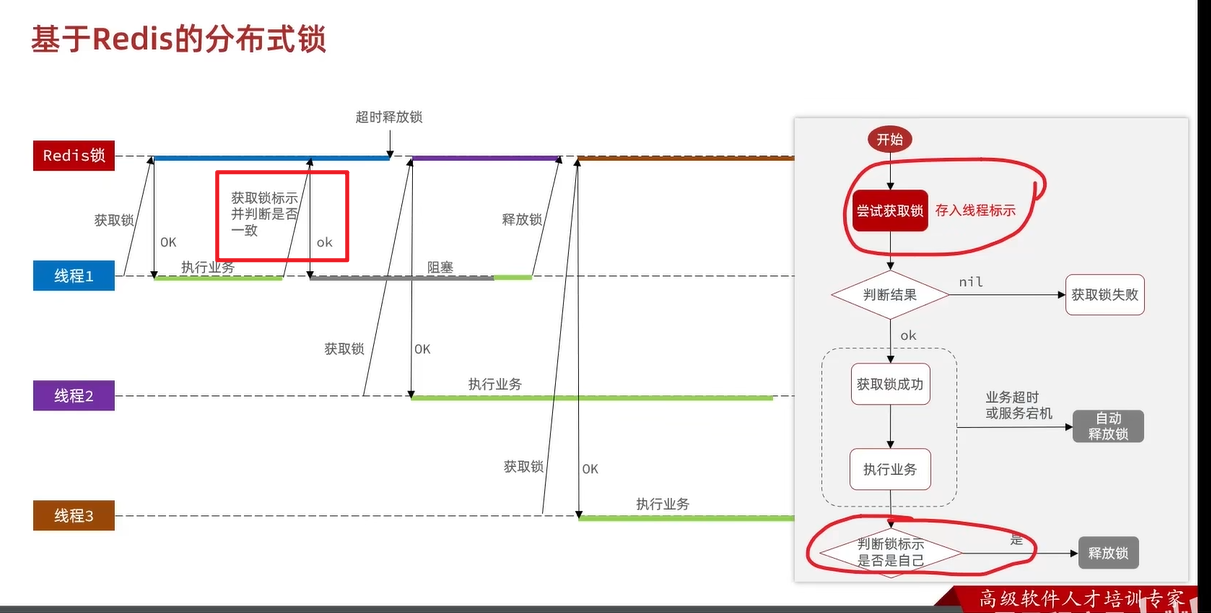 基于Redis的分布式锁
超时释放锁
Redis锁
获取锁
OK
获取锁标示
并判断是否
一致
ok
释放锁
线程1
执行业务
阻塞
获取锁
OK
线程2
执行业务
获取锁
OK
线程3
执行业务
开始
尝试获取锁
存入线程标示
判断结果
nil
获取锁失败
ok
获取锁成功
业务超时
或服务宕机
自动
释放锁
执行业务
判断锁标示
是否是自己
是
释放锁
高级软件人才培训专家